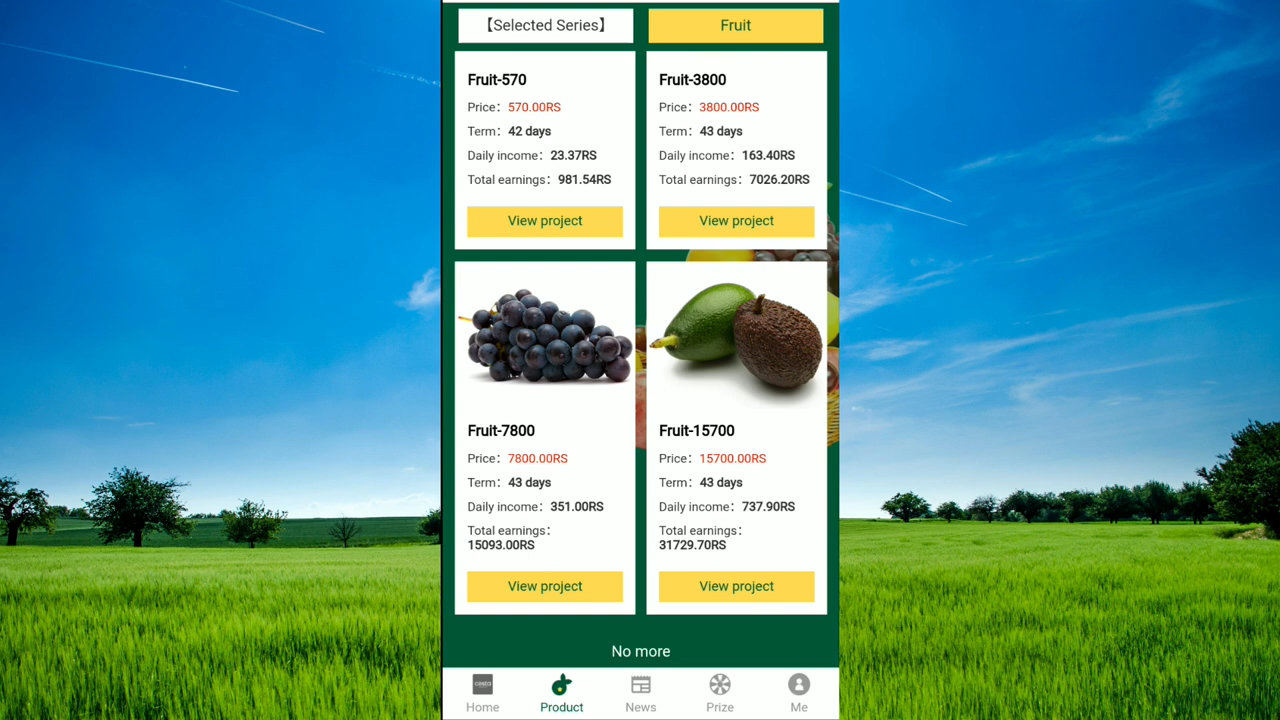 【Selected Series】
Fruit
Fruit-570
Price：570.00RS
Term：42 days
Daily income：23.37RS
Total earnings：981.54RS
View project
Fruit-3800
Price：3800.00RS
Term：43 days
Daily income：163.40RS
Total earnings：7026.20RS
View project
Fruit-7800
Price：7800.00RS
Term：43 days
Daily income：351.00RS
Total earnings：
15093.00RS
View project
Fruit-15700
Price：15700.00RS
Term：43 days
Daily income：737.90RS
Total earnings：
31729.70RS
View project
No more
Home
Product
News
Prize
Me